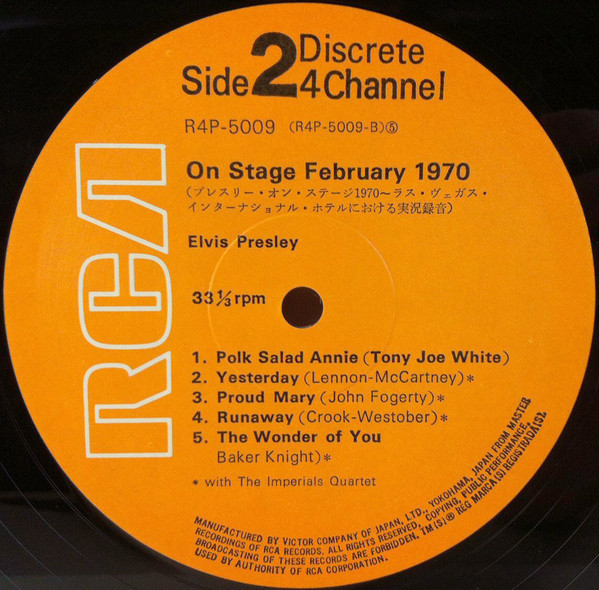 Side 2 Discrete 4 Channel
R4P-5009 (R4P-5009-B)⑤
On Stage February 1970
(プレスリー・オン・ステージ1970〜ラス・ヴェガス・
インターナショナル・ホテルにおける実況録音)
Elvis Presley
33 1/3 rpm
RCA
1. Polk Salad Annie (Tony Joe White)
2. Yesterday (Lennon-McCartney)*
3. Proud Mary (John Fogerty)*
4. Runaway (Crook-Westober)*
5. The Wonder of You
Baker Knight)*
* with The Imperials Quartet
MANUFACTURED BY VICTOR COMPANY OF JAPAN, LTD., YOKOHAMA, JAPAN FROM MASTER
RECORDINGS OF RCA RECORDS. ALL RIGHTS RESERVED, COPYING, PUBLIC PERFORMANCE,
BROADCASTING OF THESE RECORDS ARE FORBIDDEN. TM(S)® REG MARCA(S) REGISTRADA(S).
USED BY AUTHORITY OF RCA CORPORATION.